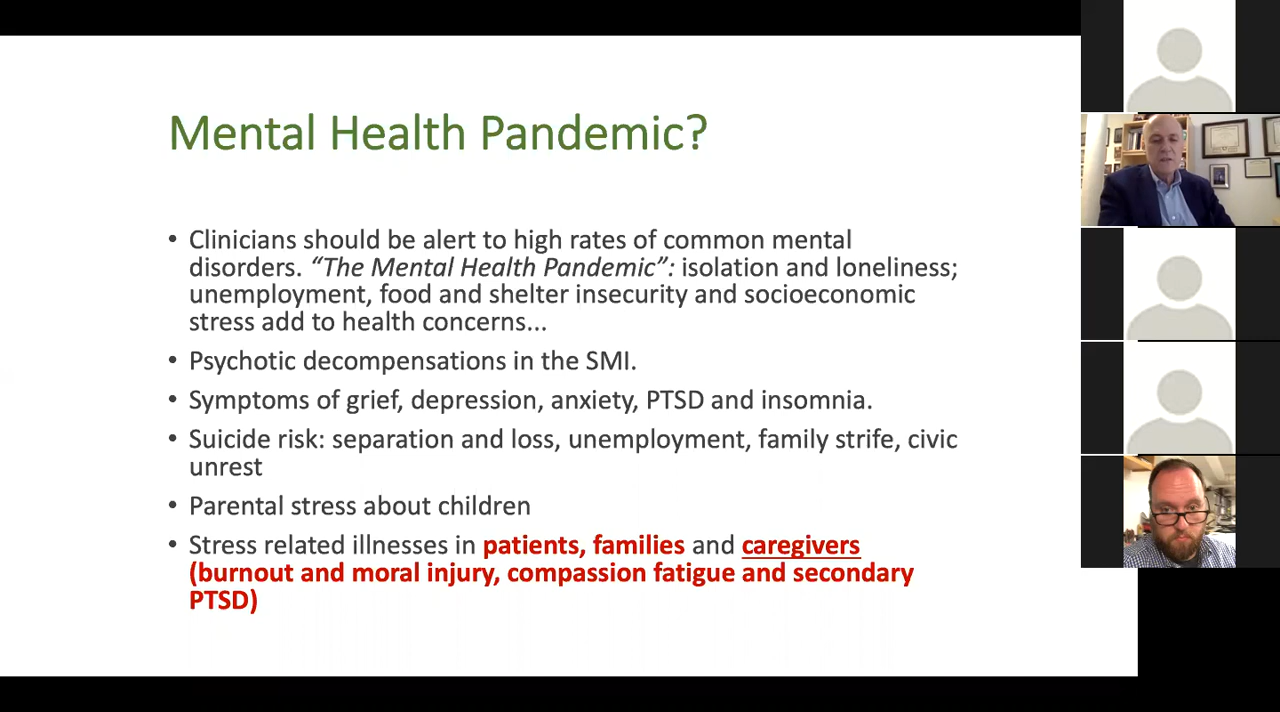 Mental Health Pandemic?
• Clinicians should be alert to high rates of common mental
disorders. “The Mental Health Pandemic”: isolation and loneliness;
unemployment, food and shelter insecurity and socioeconomic
stress add to health concerns...
• Psychotic decompensations in the SMI.
• Symptoms of grief, depression, anxiety, PTSD and insomnia.
• Suicide risk: separation and loss, unemployment, family strife, civic
unrest
• Parental stress about children
• Stress related illnesses in patients, families and caregivers
(burnout and moral injury, compassion fatigue and secondary
PTSD)